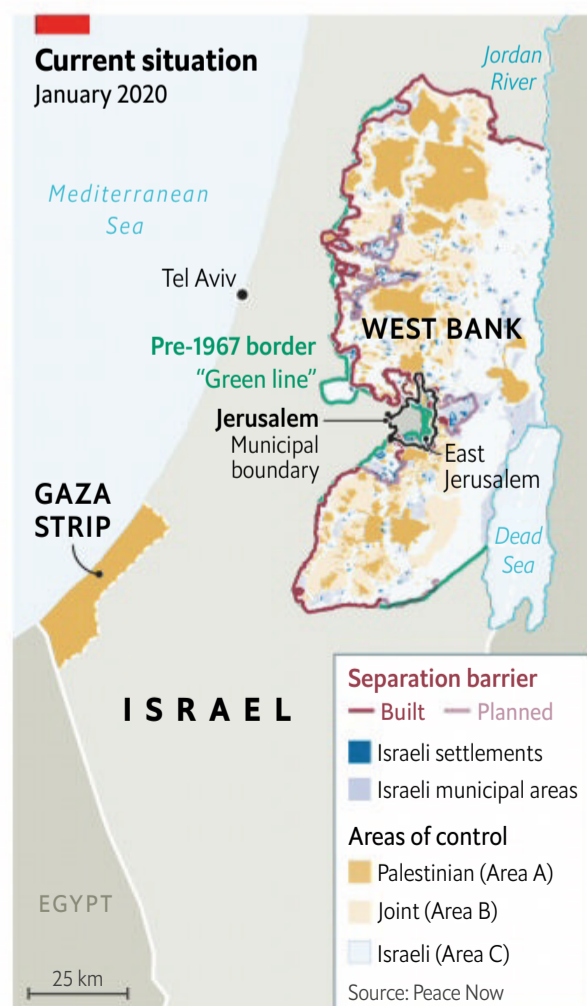 Current situation
January 2020
Jordan
River
Mediterranean
Sea
Tel Aviv
WEST BANK
Pre-1967 border
“Green line”
Jerusalem
Municipal
boundary
East
Jerusalem
GAZA
STRIP
Dead
Sea
ISRAEL
Separation barrier
Built Planned
Israeli settlements
Israeli municipal areas
Areas of control
Palestinian (Area A)
Joint (Area B)
Israeli (Area C)
EGYPT
25 km
Source: Peace Now